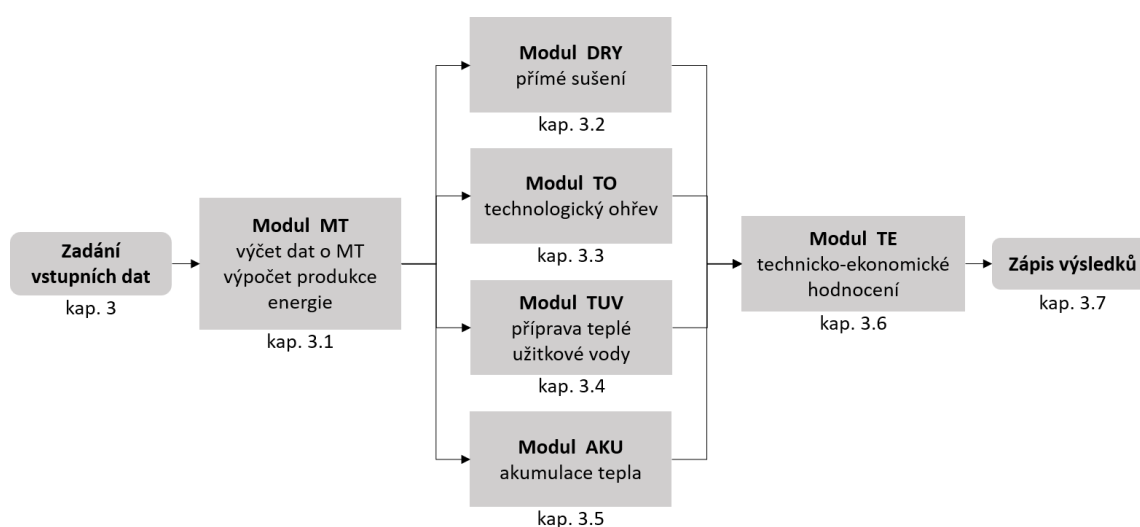 Zadání
vstupních dat
kap. 3
Modul MT
výčet dat o MT
výpočet produkce
energie
kap. 3.1
Modul DRY
přímé sušení
kap. 3.2
Modul TO
technologický ohřev
kap. 3.3
Modul TUV
příprava teplé
užitkové vody
kap. 3.4
Modul AKU
akumulace tepla
kap. 3.5
Modul TE
technicko-ekonomické
hodnocení
kap. 3.6
Zápis výsledků
kap. 3.7